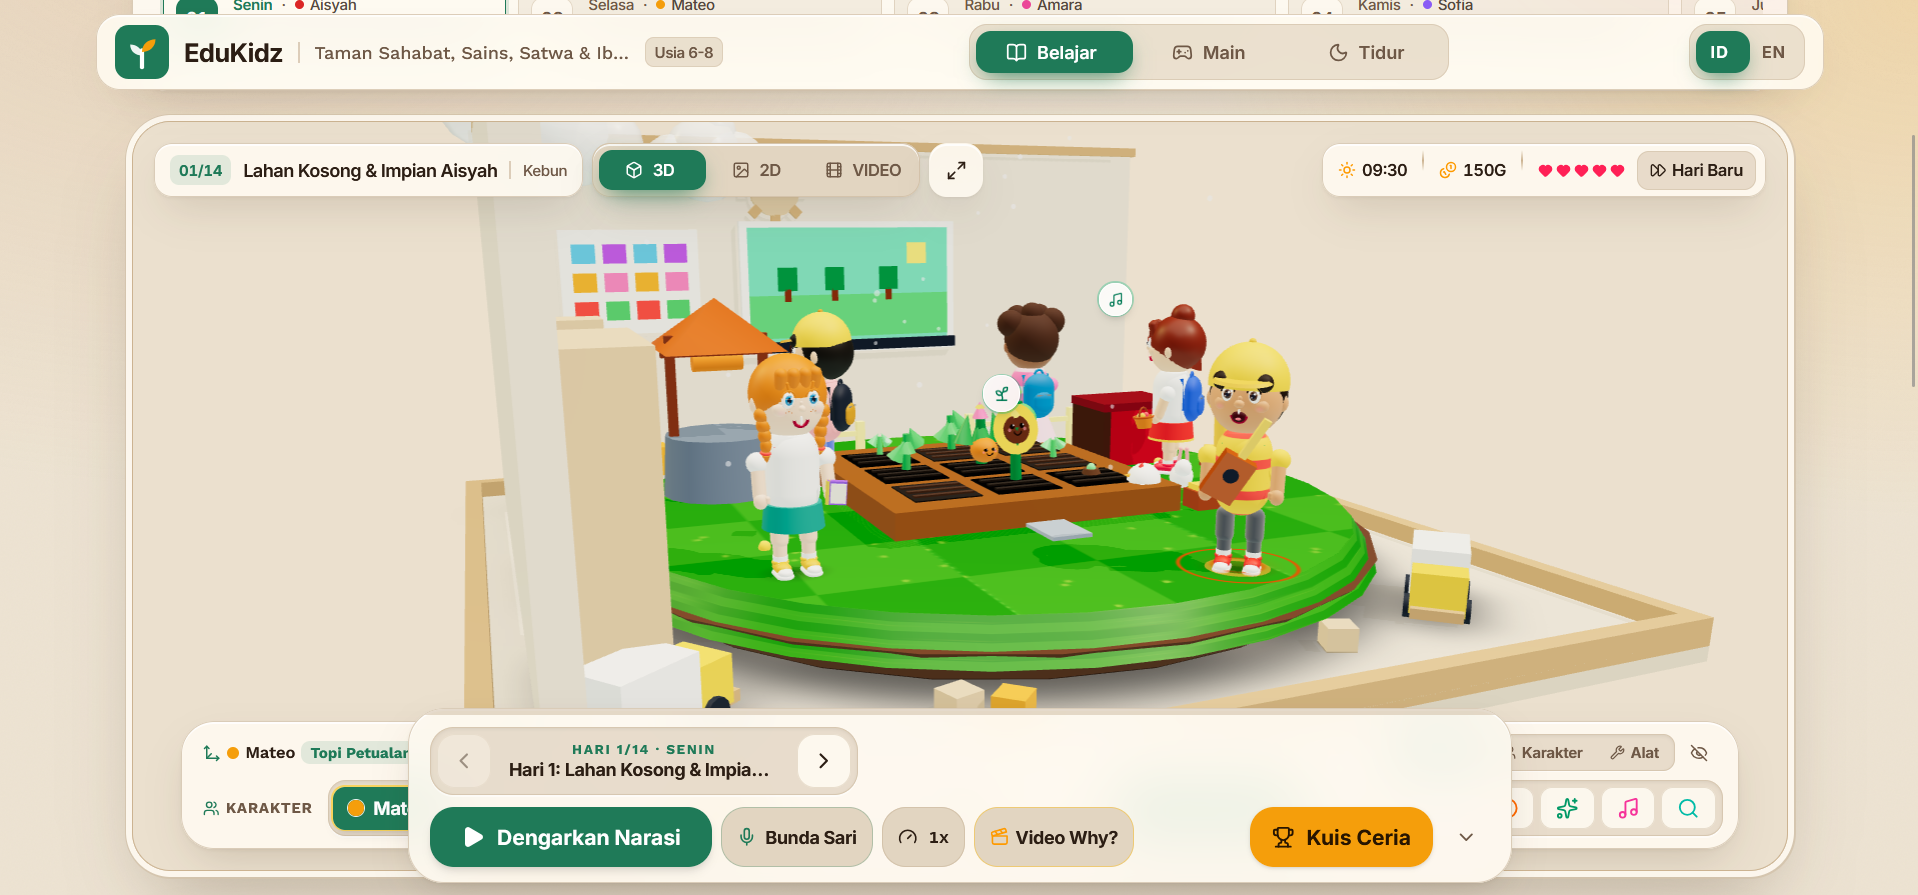 Senin · Aisyah
Selasa · Mateo
Rabu · Amara
Kamis · Sofia
EduKidz
Taman Sahabat, Sains, Satwa & Ib...
Usia 6-8
Belajar
Main
Tidur
ID
EN
01/14
Lahan Kosong & Impian Aisyah
Kebun
3D
2D
VIDEO
09:30
150G
Hari Baru
Mateo
Topi Petualan
KARAKTER
Mat
HARI 1/14 · SENIN
Hari 1: Lahan Kosong & Impia...
Dengarkan Narasi
Bunda Sari
1x
Video Why?
Kuis Ceria
Karakter
Alat